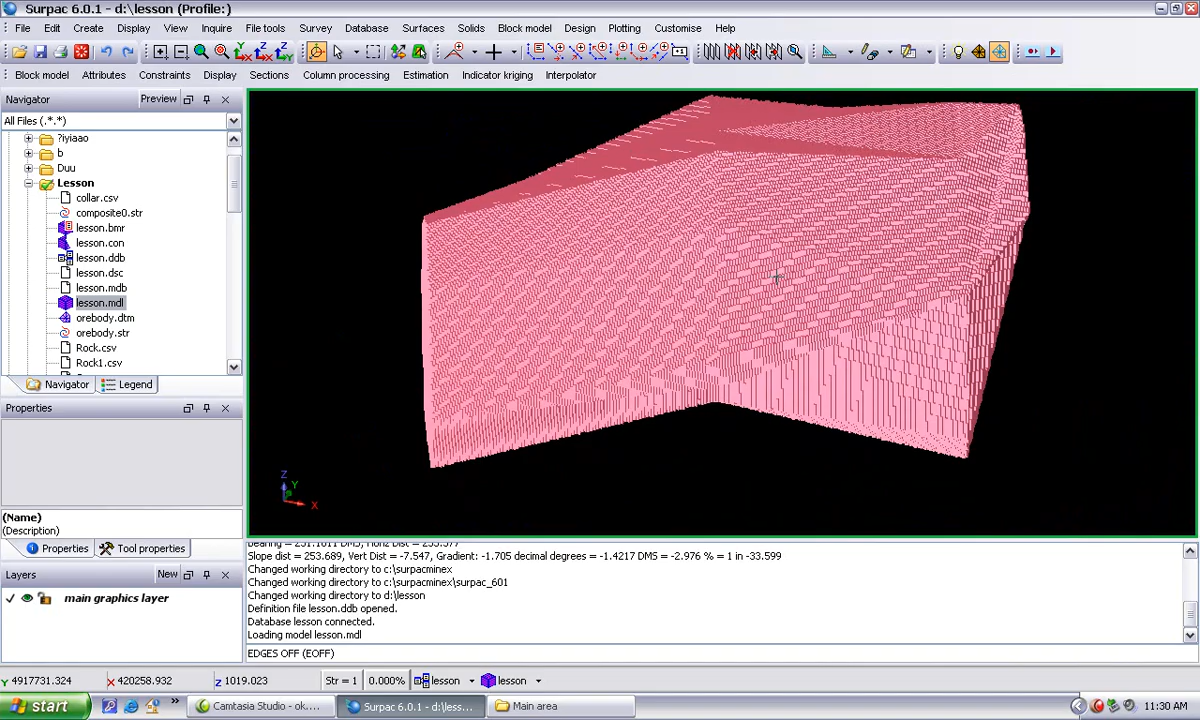 Surpac 6.0.1 - d:\lesson (Profile:)
File Edit Create Display View Inquire File tools Survey Database Surfaces Solids Block model Design Plotting Customise Help
Block model Attributes Constraints Display Sections Column processing Estimation Indicator kriging Interpolator
Navigator Preview
All Files (.*.*)
?iyiaao
b
Duu
Lesson
collar.csv
composite0.str
lesson.bmr
lesson.con
lesson.ddb
lesson.dsc
lesson.mdb
lesson.mdl
orebody.dtm
orebody.str
Rock.csv
Rock1.csv
Navigator Legend
Properties
(Name)
(Description)
Properties Tool properties
Layers New
main graphics layer
Z
Y
X
Slope dist = 253.689, Vert Dist = -7.547, Gradient: -1.705 decimal degrees = -1.4217 DMS = -2.976 % = 1 in -33.599
Changed working directory to c:\surpacminex
Changed working directory to c:\surpacminex\surpac_601
Changed working directory to d:\lesson
Definition file lesson.ddb opened.
Database lesson connected.
Loading model lesson.mdl
EDGES OFF (EOFF)
Y 4917731.324 X 420258.932 Z 1019.023 Str = 1 0.000% lesson lesson
start Camtasia Studio - ok.... Surpac 6.0.1 - d:\less... Main area 11:30 AM